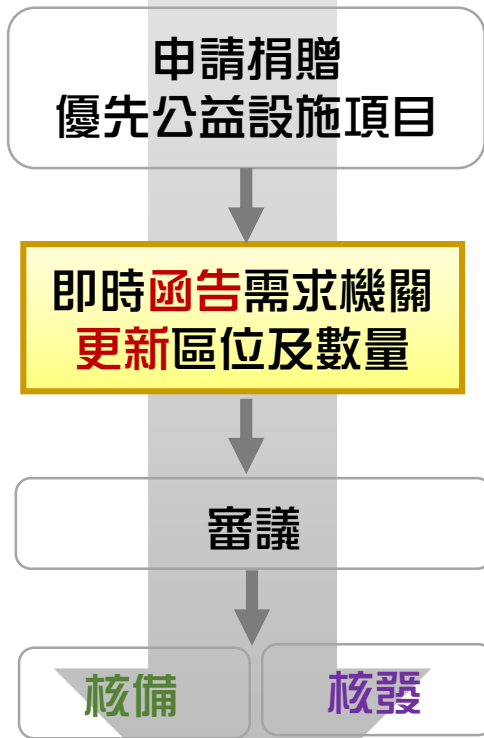 申請捐贈
優先公益設施項目
即時函告需求機關
更新區位及數量
審議
核備
核發